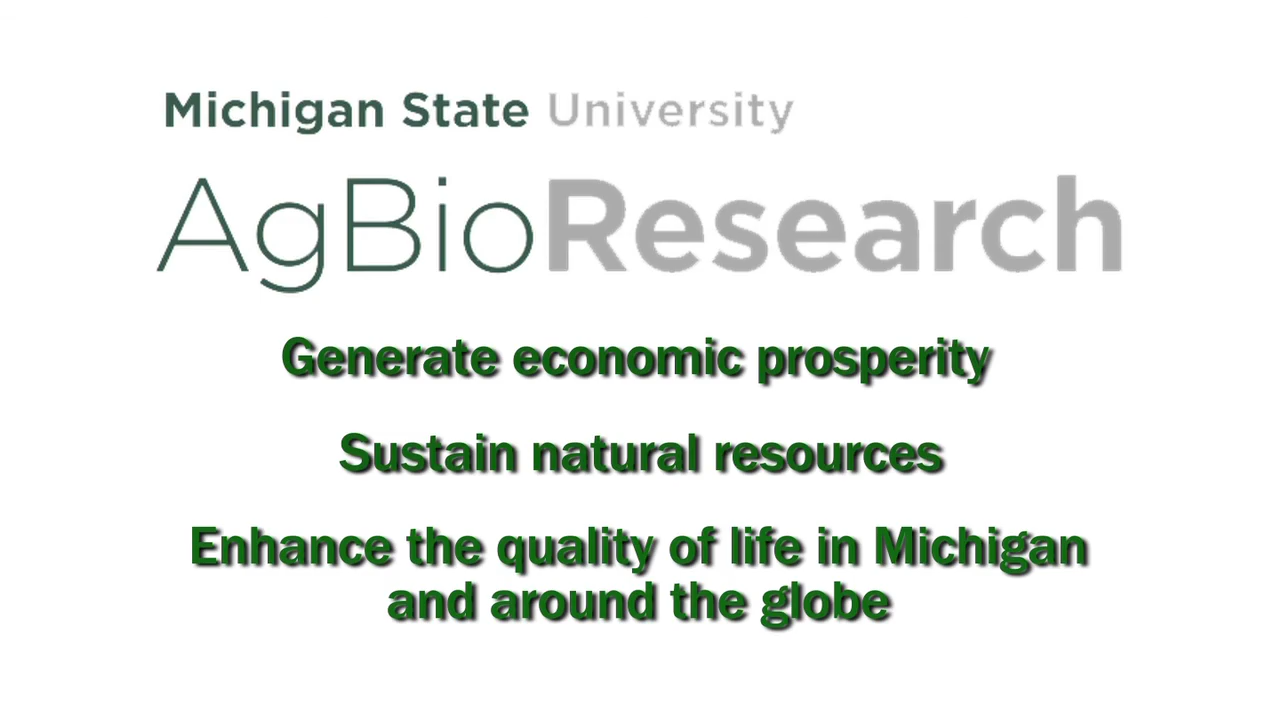 Michigan State University
AgBioResearch
Generate economic prosperity
Sustain natural resources
Enhance the quality of life in Michigan
and around the globe